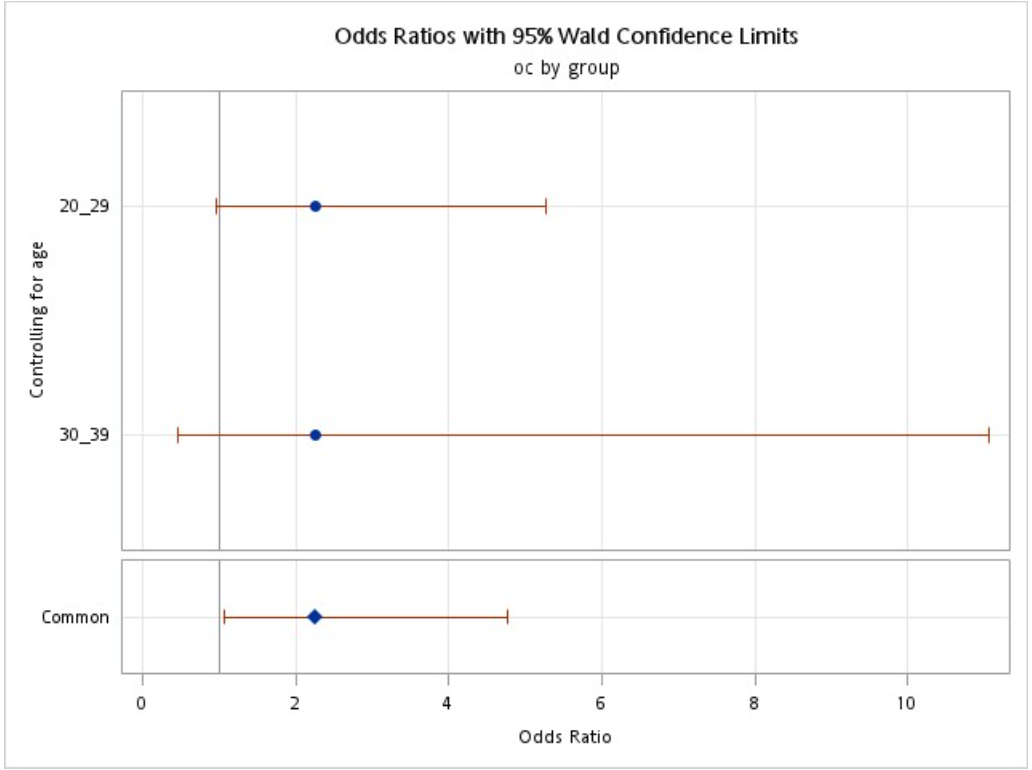 Odds Ratios with 95% Wald Confidence Limits
oc by group
Controlling for age
20_29
30_39
Common
0 2 4 6 8 10
Odds Ratio